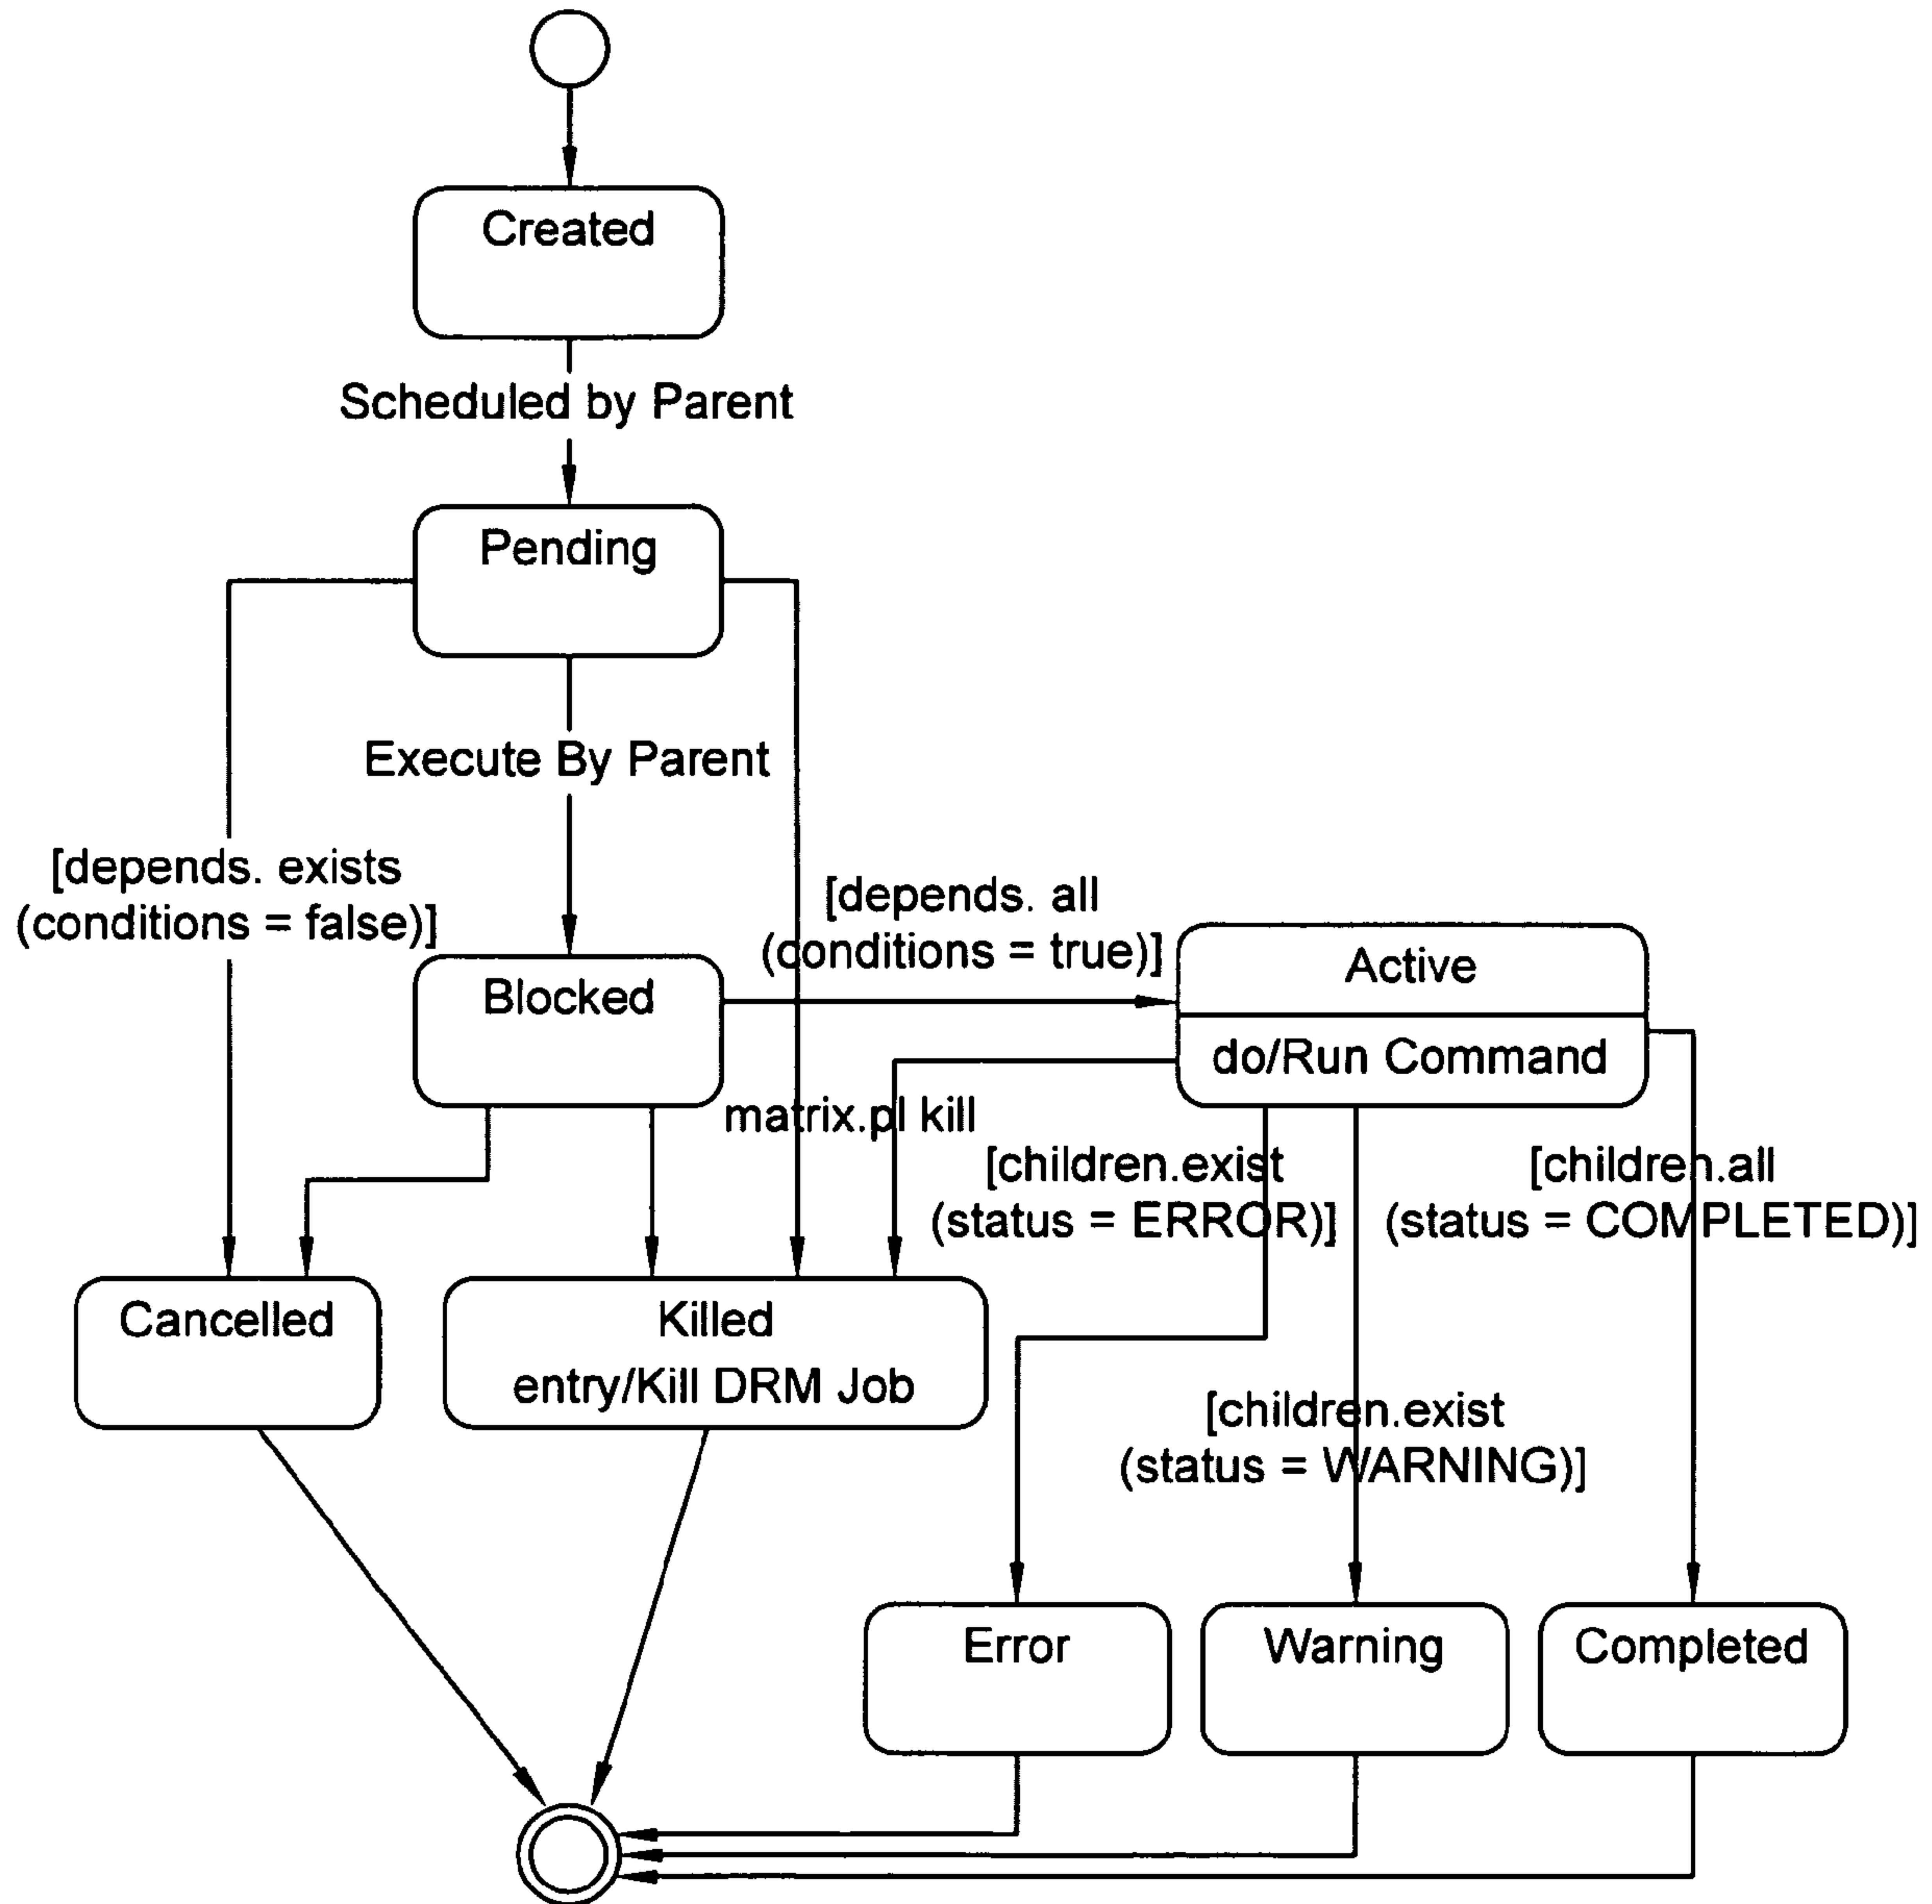 Created
Scheduled by Parent
Pending
Execute By Parent
[depends. exists
(conditions = false)]
[depends. all
(conditions = true)]
Blocked
Active
do/Run Command
matrix.pl kill
[children.exist
(status = ERROR)]
[children.all
(status = COMPLETED)]
Cancelled
Killed
entry/Kill DRM Job
[children.exist
(status = WARNING)]
Error
Warning
Completed